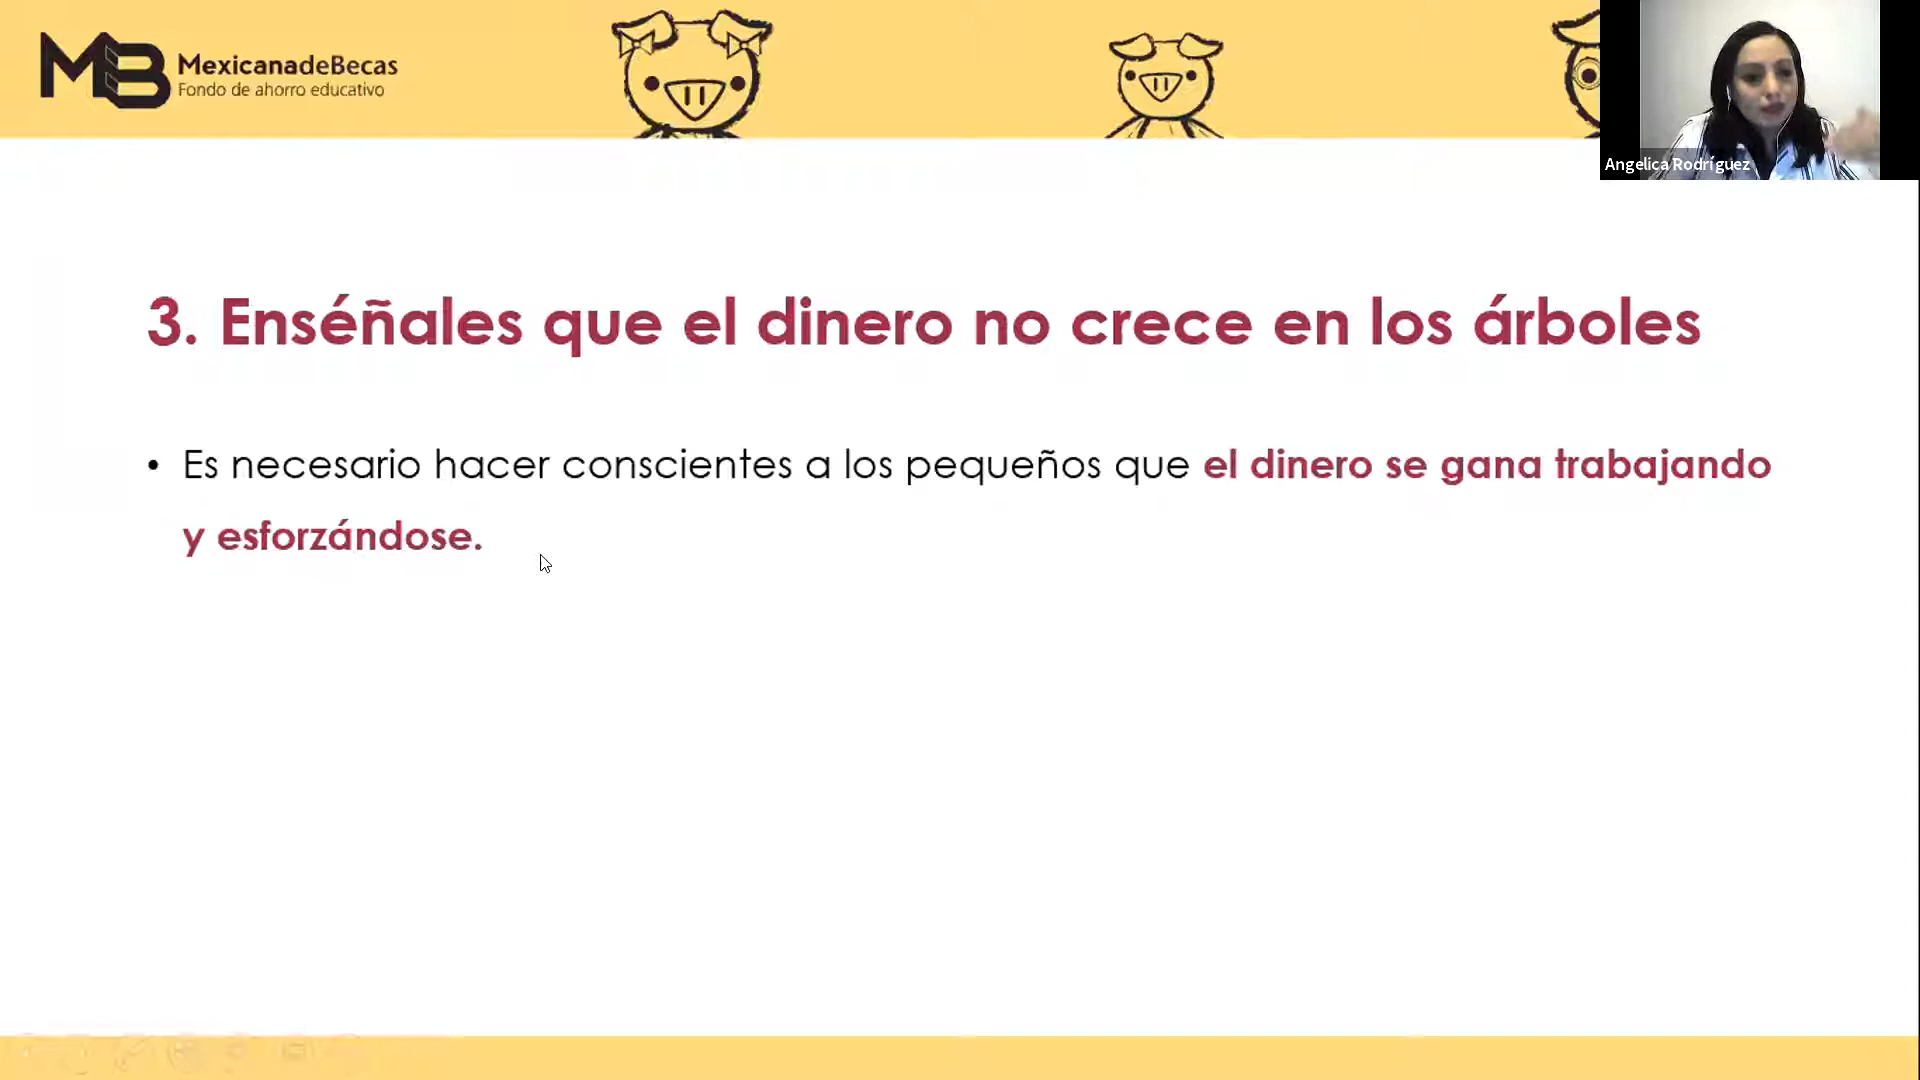 MB MexicanadeBecas
Fondo de ahorro educativo
Angelica Rodríguez
3. Enséñales que el dinero no crece en los árboles
• Es necesario hacer conscientes a los pequeños que el dinero se gana trabajando
y esforzándose.